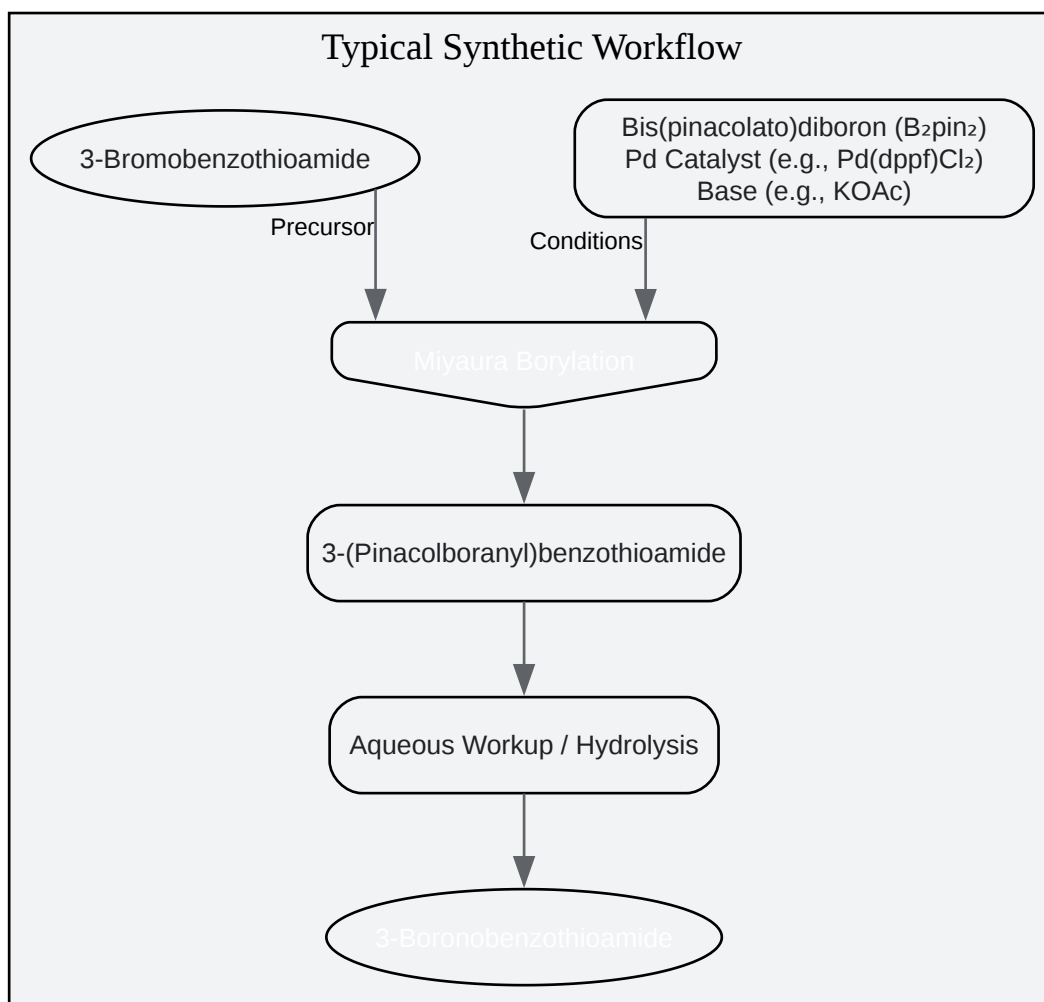 Typical Synthetic Workflow
3-Bromobenzothioamide
Bis(pinacolato)diboron (B₂pin₂)
Pd Catalyst (e.g., Pd(dppf)Cl₂)
Base (e.g., KOAc)
Precursor
Conditions
Miyaura Borylation
3-(Pinacolboranyl)benzothioamide
Aqueous Workup / Hydrolysis
3-Boronobenzothioamide